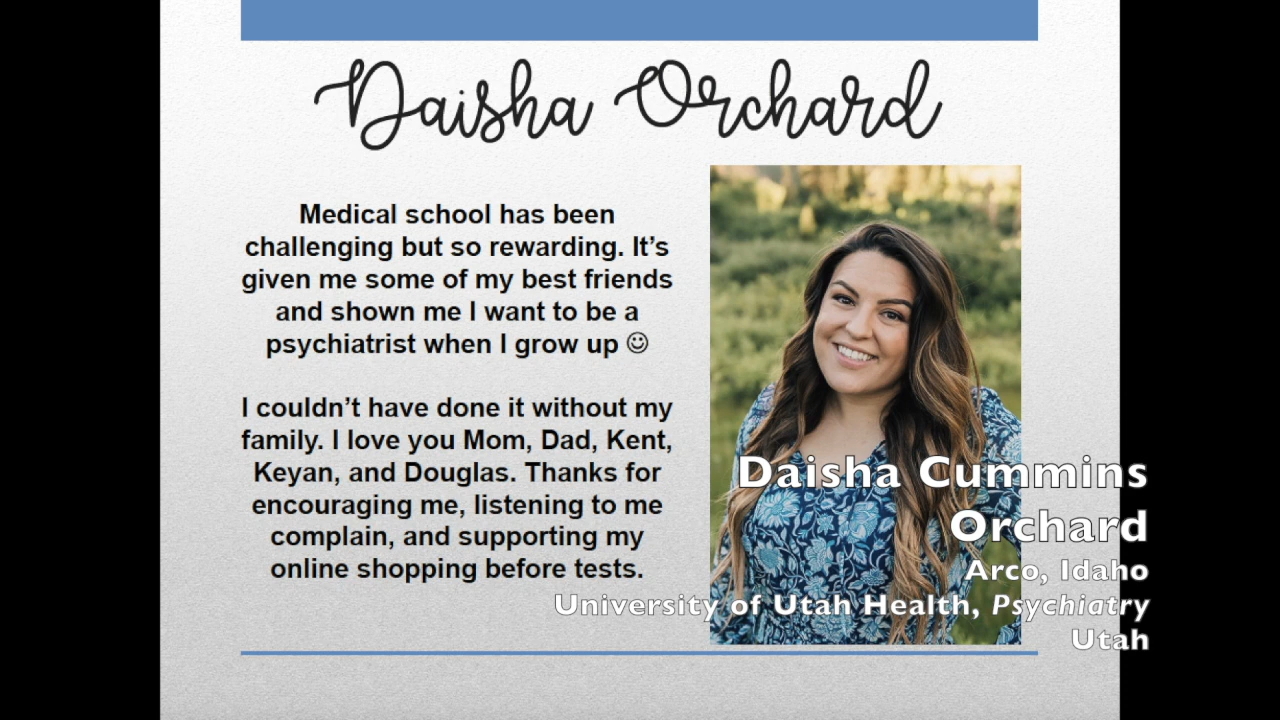 Daisha Orchard
Medical school has been
challenging but so rewarding. It’s
given me some of my best friends
and shown me I want to be a
psychiatrist when I grow up ☺
I couldn’t have done it without my
family. I love you Mom, Dad, Kent,
Keyan, and Douglas. Thanks for
encouraging me, listening to me
complain, and supporting my
online shopping before tests.
Daisha Cummins
Orchard
Arco, Idaho
University of Utah Health, Psychiatry
Utah